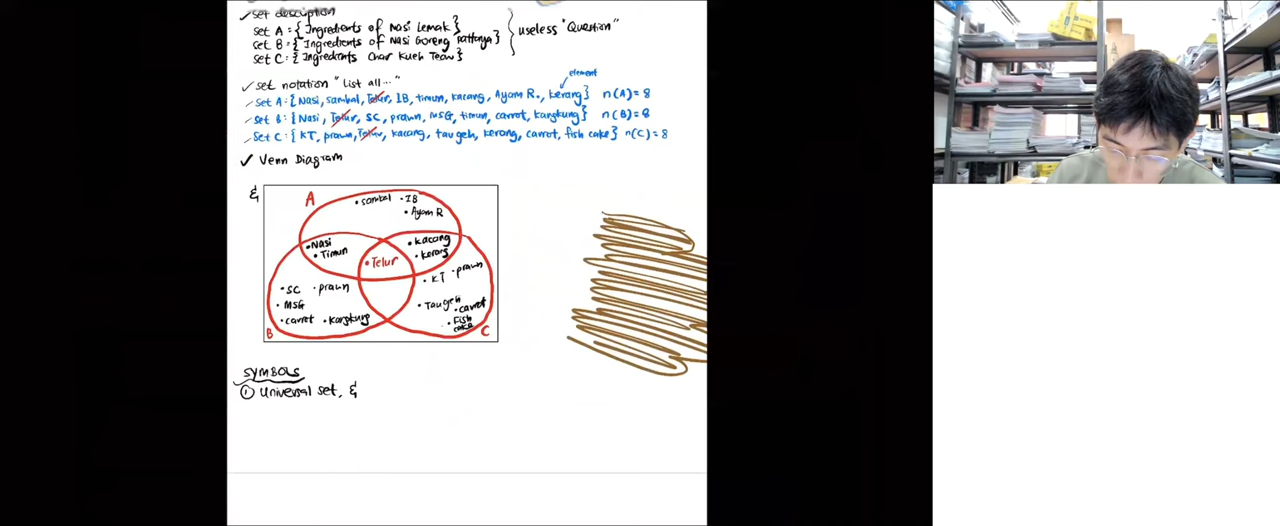 ✓ set description
set A = { Ingredients of Nasi Lemak }
set B = { Ingredients of Nasi Goreng Pattaya }
set C = { Ingredients Char Kueh Teow }
useless "Question"
✓ set notation "List all..."
element
set A : { Nasi, sambal, Telur, IB, timun, kacang, Ayam R., kerang } n(A) = 8
set B : { Nasi, Telur, SC, prawn, MSG, timun, carrot, kangkung } n(B) = 8
set C : { KT, prawn, Telur, kacang, taugeh, kerang, carrot, fish cake } n(C) = 8
✓ Venn Diagram
ξ
A
• sambal • IB
• Ayam R
• Nasi
• Timun
• kacang
• kerang
• Telur
• KT • prawn
• SC • prawn
• MSG
• Taugeh
• carrot
• carrot • kangkung
• Fish cake
B
C
SYMBOLS
① Universal set, ξ